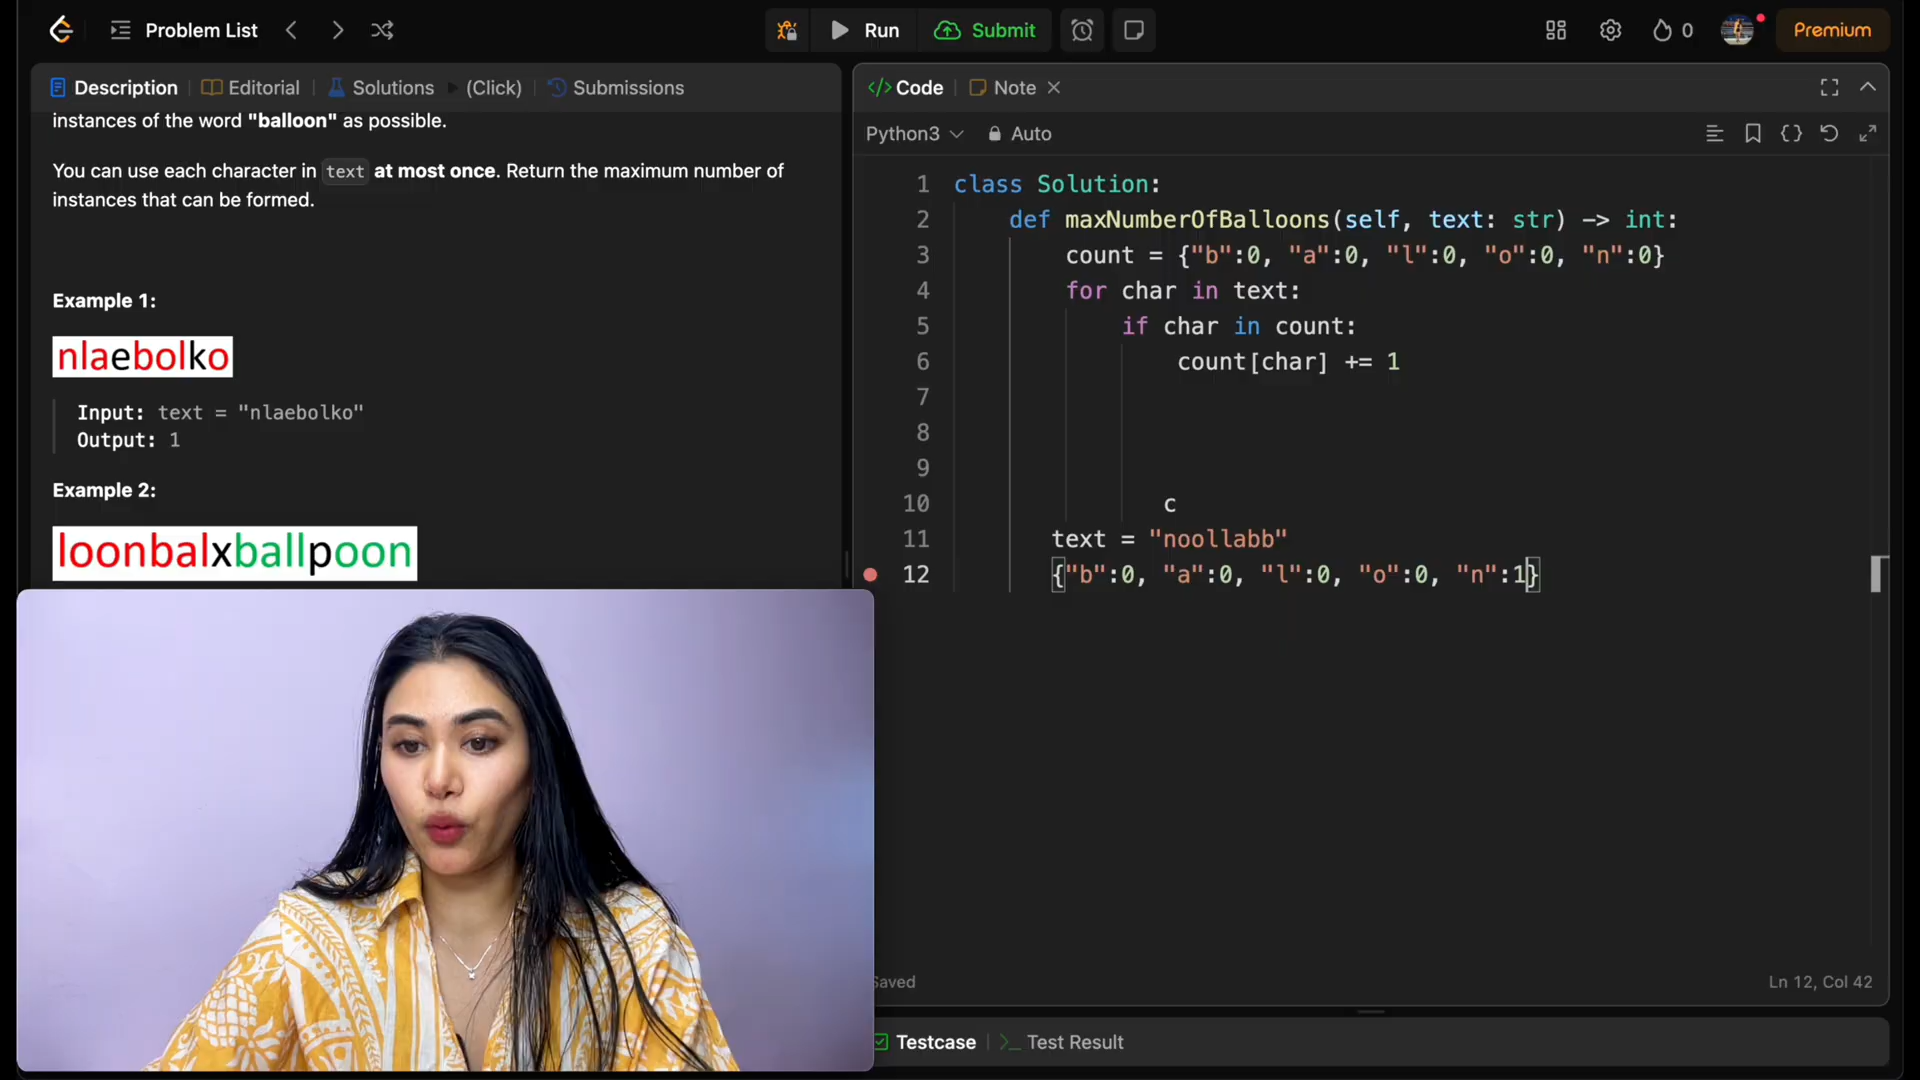 Problem List
Run
Submit
0
Premium
Description
Editorial
Solutions
(Click)
Submissions
instances of the word "balloon" as possible.
You can use each character in text at most once. Return the maximum number of
instances that can be formed.
Example 1:
nlaebolko
Input: text = "nlaebolko"
Output: 1
Example 2:
loonbalxballpoon
</> Code
Note
Python3
Auto
1 class Solution:
2 def maxNumberOfBalloons(self, text: str) -> int:
3 count = {"b":0, "a":0, "l":0, "o":0, "n":0}
4 for char in text:
5 if char in count:
6 count[char] += 1
7
8
9
10 c
11 text = "noollabb"
12 {"b":0, "a":0, "l":0, "o":0, "n":1}
Saved
Ln 12, Col 42
Testcase
Test Result